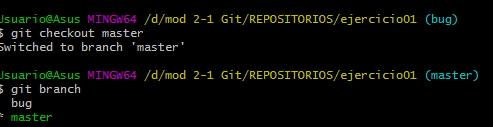 Usuario@Asus MINGW64 /d/mod 2-1 Git/REPOSITORIOS/ejercicio01 (bug)
$ git checkout master
Switched to branch 'master'
Usuario@Asus MINGW64 /d/mod 2-1 Git/REPOSITORIOS/ejercicio01 (master)
$ git branch
bug
* master